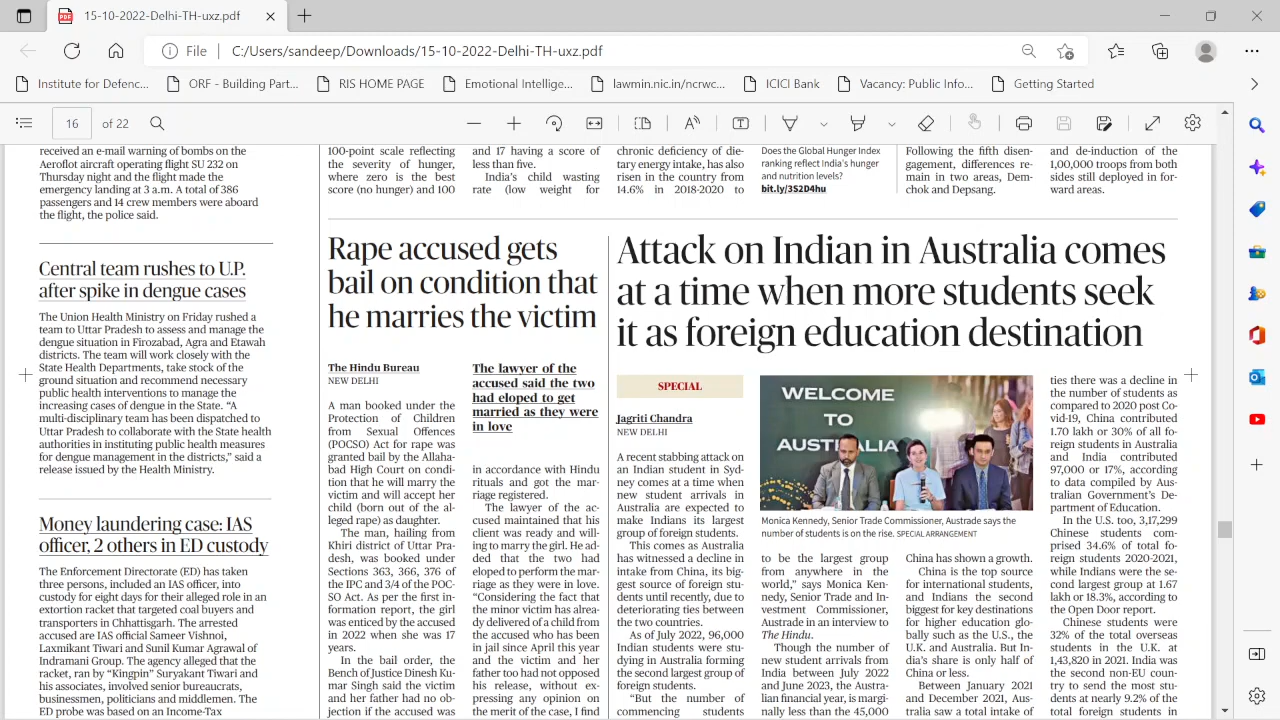 15-10-2022-Delhi-TH-uxz.pdf
File
C:/Users/sandeep/Downloads/15-10-2022-Delhi-TH-uxz.pdf
Institute for Defenc...
ORF - Building Part...
RIS HOME PAGE
Emotional Intellige...
lawmin.nic.in/ncrwc...
ICICI Bank
Vacancy: Public Info...
Getting Started
16 of 22
received an e-mail warning of bombs on the
Aeroflot aircraft operating flight SU 232 on
Thursday night and the flight made the
emergency landing at 3 a.m. A total of 386
passengers and 14 crew members were aboard
the flight, the police said.
Central team rushes to U.P.
after spike in dengue cases
The Union Health Ministry on Friday rushed a
team to Uttar Pradesh to assess and manage the
dengue situation in Firozabad, Agra and Etawah
districts. The team will work closely with the
State Health Departments, take stock of the
ground situation and recommend necessary
public health interventions to manage the
increasing cases of dengue in the State. “A
multi-disciplinary team has been dispatched to
Uttar Pradesh to collaborate with the State health
authorities in instituting public health measures
for dengue management in the districts,” said a
release issued by the Health Ministry.
Money laundering case: IAS
officer, 2 others in ED custody
The Enforcement Directorate (ED) has taken
three persons, included an IAS officer, into
custody for eight days for their alleged role in an
extortion racket that targeted coal buyers and
transporters in Chhattisgarh. The arrested
accused are IAS official Sameer Vishnoi,
Laxmikant Tiwari and Sunil Kumar Agrawal of
Indramani Group. The agency alleged that the
racket, ran by “Kingpin” Suryakant Tiwari and
his associates, involved senior bureaucrats,
businessmen, politicians and middlemen. The
ED probe was based on an Income-Tax
100-point scale reflecting
the severity of hunger,
where zero is the best
score (no hunger) and 100
and 17 having a score of
less than five.
India’s child wasting
rate (low weight for
chronic deficiency of die-
tary energy intake, has also
risen in the country from
14.6% in 2018-2020 to
Does the Global Hunger Index
ranking reflect India's hunger
and nutrition levels?
bit.ly/3S2D4hu
Following the fifth disen-
gagement, differences re-
main in two areas, Dem-
chok and Depsang.
and de-induction of the
1,00,000 troops from both
sides still deployed in for-
ward areas.
Rape accused gets
bail on condition that
he marries the victim
The Hindu Bureau
NEW DELHI
A man booked under the
Protection of Children
from Sexual Offences
(POCSO) Act for rape was
granted bail by the Allaha-
bad High Court on condi-
tion that he will marry the
victim and will accept her
child (born out of the al-
leged rape) as daughter.
The man, hailing from
Khiri district of Uttar Pra-
desh, was booked under
Sections 363, 366, 376 of
the IPC and 3/4 of the POC-
SO Act. As per the first in-
formation report, the girl
was enticed by the accused
in 2022 when she was 17
years.
In the bail order, the
Bench of Justice Dinesh Ku-
mar Singh said the victim
and her father had no ob-
jection if the accused was
The lawyer of the
accused said the two
had eloped to get
married as they were
in love
in accordance with Hindu
rituals and got the mar-
riage registered.
The lawyer of the ac-
cused maintained that his
client was ready and will-
ing to marry the girl. He ad-
ded that the two had
eloped to perform the mar-
riage as they were in love.
“Considering the fact that
the minor victim has alrea-
dy delivered of a child from
the accused who has been
in jail since April this year
and the victim and her
father too had not opposed
his release, without ex-
pressing any opinion on
the merit of the case, I find
Attack on Indian in Australia comes
at a time when more students seek
it as foreign education destination
SPECIAL
Jagriti Chandra
NEW DELHI
A recent stabbing attack on
an Indian student in Syd-
ney comes at a time when
new student arrivals in
Australia are expected to
make Indians its largest
group of foreign students.
This comes as Australia
has witnessed a decline in
intake from China, its big-
gest source of foreign stu-
dents until recently, due to
deteriorating ties between
the two countries.
As of July 2022, 96,000
Indian students were stu-
dying in Australia forming
the second largest group of
foreign students.
“But the number of
commencing students
WELCOME
TO
AUSTRALIA
Monica Kennedy, Senior Trade Commissioner, Austrade says the
number of students is on the rise. SPECIAL ARRANGEMENT
to be the largest group
from anywhere in the
world,” says Monica Ken-
nedy, Senior Trade and In-
vestment Commissioner,
Austrade in an interview to
The Hindu.
Though the number of
new student arrivals from
India between July 2022
and June 2023, the Austra-
lian financial year, is margi-
nally less than the 45,000
China has shown a growth.
China is the top source
for international students,
and Indians the second
biggest for key destinations
for higher education glo-
bally such as the U.S., the
U.K. and Australia. But In-
dia’s share is only half of
China or less.
Between January 2021
and December 2021, Aus-
tralia saw a total intake of
ties there was a decline in
the number of students as
compared to 2020 post Co-
vid-19, China contributed
1.70 lakh or 30% of all fo-
reign students in Australia
and India contributed
97,000 or 17%, according
to data compiled by Aus-
tralian Government’s De-
partment of Education.
In the U.S. too, 3,17,299
Chinese students com-
prised 34.6% of total fo-
reign students 2020-2021,
while Indians were the se-
cond largest group at 1.67
lakh or 18.3%, according to
the Open Door report.
Chinese students were
32% of the total overseas
students in the U.K. at
1,43,820 in 2021. India was
the second non-EU coun-
try to send the most stu-
dents at nearly 9.2% of the
total foreign students in